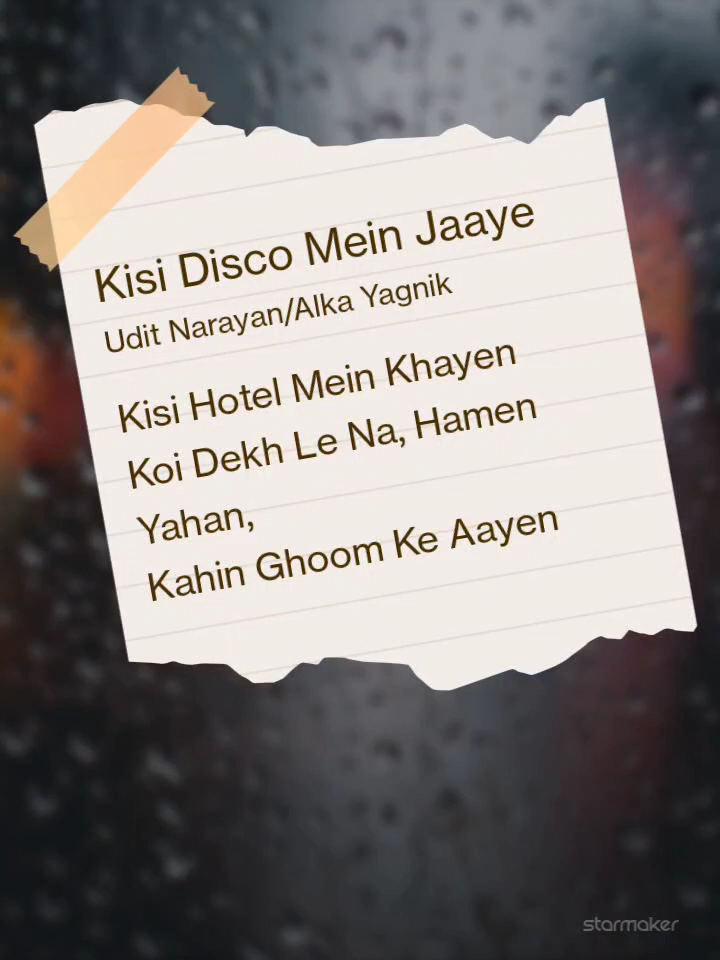 Kisi Disco Mein Jaaye
Udit Narayan/Alka Yagnik
Kisi Hotel Mein Khayen
Koi Dekh Le Na, Hamen
Yahan,
Kahin Ghoom Ke Aayen
starmaker